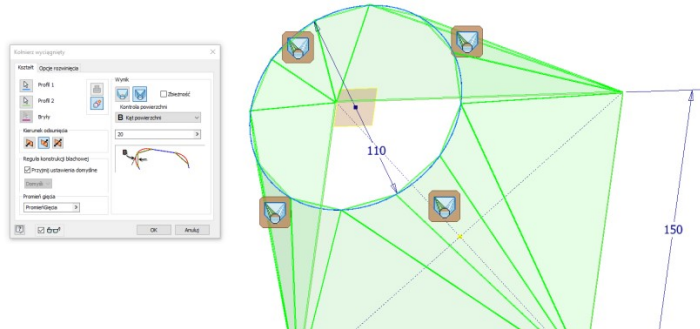 Kołnierz wyciągnięty
Kształt Opcje rozwinięcia
Profil 1
Profil 2
Bryły
Kierunek odsunięcia
Reguła konstrukcji blachowej
Przyjmij ustawienia domyślne
Domyśl
Promień gięcia
PromieńGięcia >
Wynik
Zbieżność
Kontrola powierzchni
B Kąt powierzchni
20 >
B
OK Anuluj
110
150